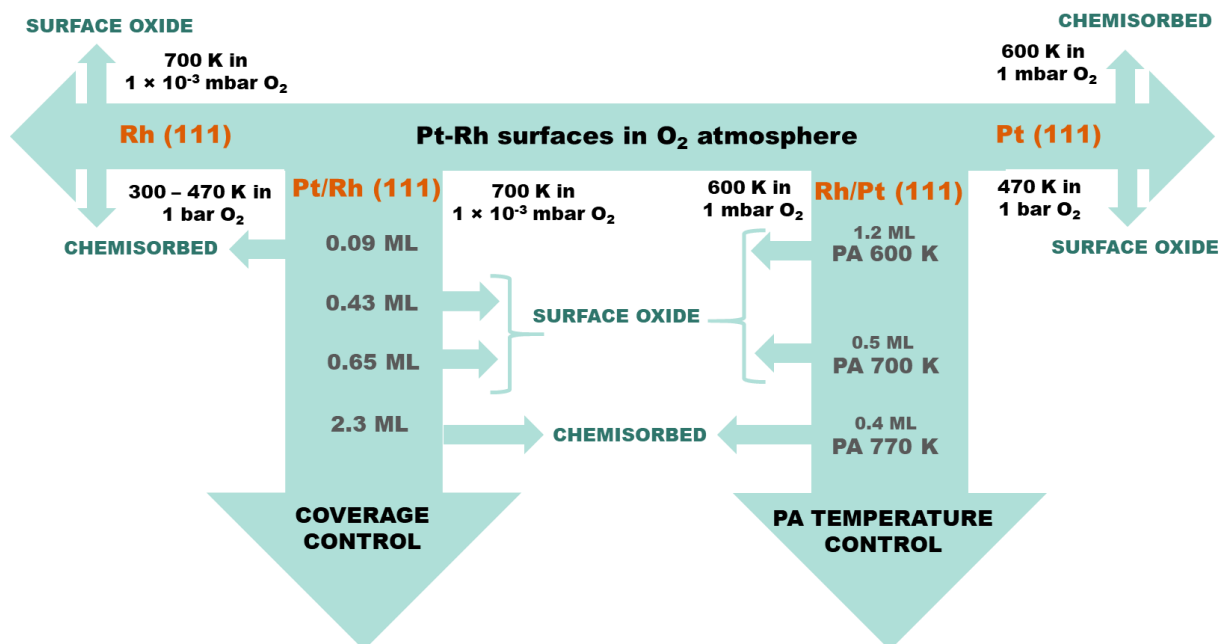 SURFACE OXIDE
700 K in
1 × 10⁻³ mbar O₂
CHEMISORBED
600 K in
1 mbar O₂
Rh (111)
Pt-Rh surfaces in O₂ atmosphere
Pt (111)
300 – 470 K in
1 bar O₂
CHEMISORBED
Pt/Rh (111)
700 K in
1 × 10⁻³ mbar O₂
600 K in
1 mbar O₂
Rh/Pt (111)
470 K in
1 bar O₂
SURFACE OXIDE
0.09 ML
0.43 ML
0.65 ML
2.3 ML
SURFACE OXIDE
CHEMISORBED
1.2 ML
PA 600 K
0.5 ML
PA 700 K
0.4 ML
PA 770 K
COVERAGE
CONTROL
PA TEMPERATURE
CONTROL